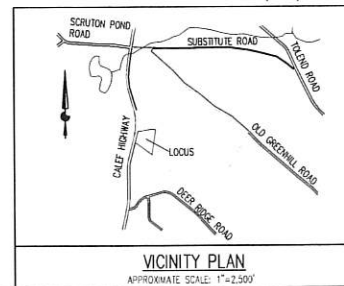 SCRUTON POND
ROAD
SUBSTITUTE ROAD
TOLEND ROAD
CALEF HIGHWAY
LOCUS
OLD GREENHILL ROAD
DEER RIDGE ROAD
VICINITY PLAN
APPROXIMATE SCALE: 1"=2,500'